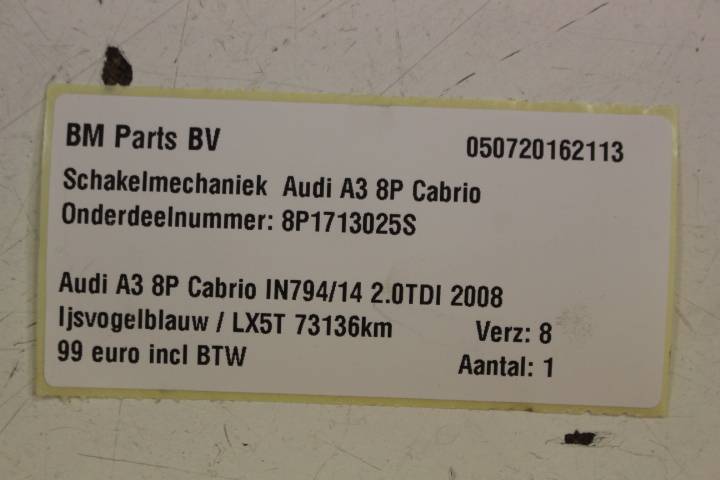 BM Parts BV 050720162113
Schakelmechaniek Audi A3 8P Cabrio
Onderdeelnummer: 8P1713025S
Audi A3 8P Cabrio IN794/14 2.0TDI 2008
Ijsvogelblauw / LX5T 73136km Verz: 8
99 euro incl BTW Aantal: 1